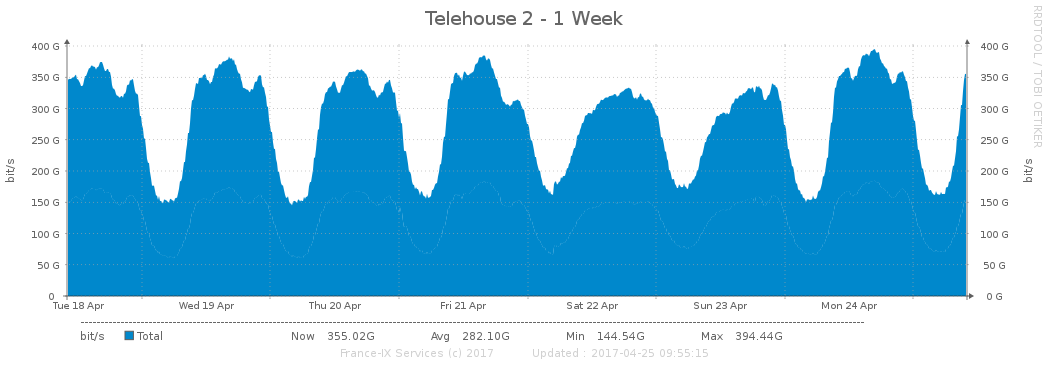 Telehouse 2 - 1 Week
RRDTOOL / TOBI OETIKER
400 G 400 G
350 G 350 G
300 G 300 G
250 G 250 G
200 G 200 G
150 G 150 G
100 G 100 G
50 G 50 G
0 0 G
bit/s bit/s
Tue 18 Apr Wed 19 Apr Thu 20 Apr Fri 21 Apr Sat 22 Apr Sun 23 Apr Mon 24 Apr
bit/s Total Now 355.02G Avg 282.10G Min 144.54G Max 394.44G
France-IX Services (c) 2017 Updated : 2017-04-25 09:55:15